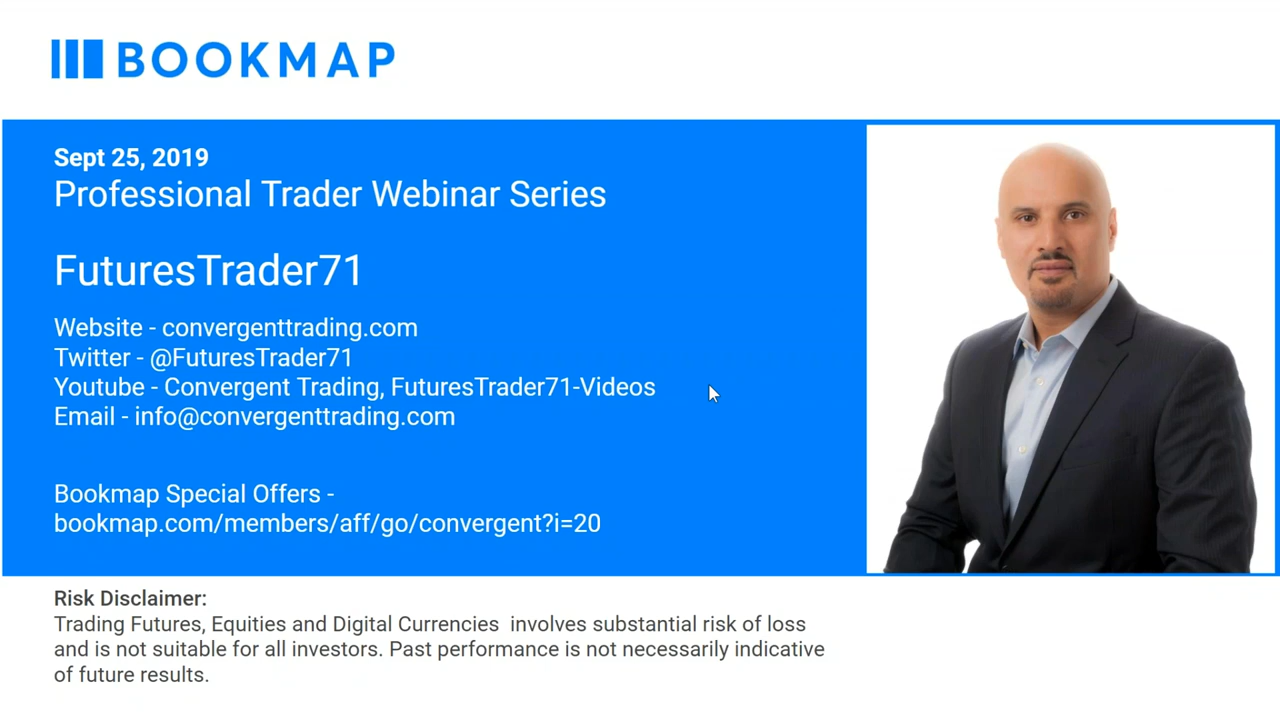 BOOKMAP
Sept 25, 2019
Professional Trader Webinar Series
FuturesTrader71
Website - convergenttrading.com
Twitter - @FuturesTrader71
Youtube - Convergent Trading, FuturesTrader71-Videos
Email - info@convergenttrading.com
Bookmap Special Offers -
bookmap.com/members/aff/go/convergent?i=20
Risk Disclaimer:
Trading Futures, Equities and Digital Currencies  involves substantial risk of loss
and is not suitable for all investors. Past performance is not necessarily indicative
of future results.